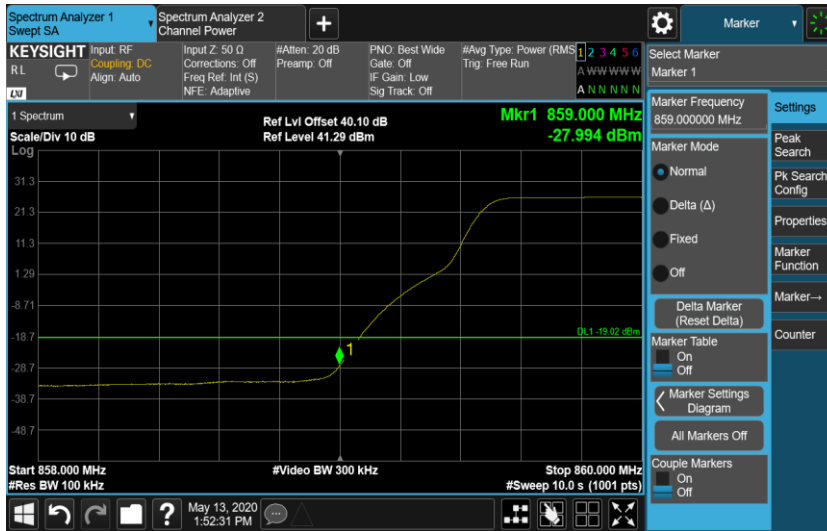 Spectrum Analyzer 1
Swept SA
Spectrum Analyzer 2
Channel Power
+
Marker
KEYSIGHT
RL
LXI
Input: RF
Coupling: DC
Align: Auto
Input Z: 50 Ω
Corrections: Off
Freq Ref: Int (S)
NFE: Adaptive
#Atten: 20 dB
Preamp: Off
PNO: Best Wide
Gate: Off
IF Gain: Low
Sig Track: Off
#Avg Type: Power (RMS
Trig: Free Run
1 2 3 4 5 6
A W W W W W
A N N N N N
Select Marker
Marker 1
1 Spectrum
Scale/Div 10 dB
Log
Ref Lvl Offset 40.10 dB
Ref Level 41.29 dBm
Mkr1 859.000 MHz
-27.994 dBm
31.3
21.3
11.3
1.29
-8.71
-18.7
-28.7
-38.7
-48.7
1
DL1 -19.02 dBm
Start 858.000 MHz
#Res BW 100 kHz
#Video BW 300 kHz
Stop 860.000 MHz
#Sweep 10.0 s (1001 pts)
Marker Frequency
859.000000 MHz
Marker Mode
Normal
Delta (Δ)
Fixed
Off
Delta Marker
(Reset Delta)
Marker Table
On
Off
Marker Settings
Diagram
All Markers Off
Couple Markers
On
Off
Settings
Peak
Search
Pk Search
Config
Properties
Marker
Function
Marker→
Counter
?
May 13, 2020
1:52:31 PM